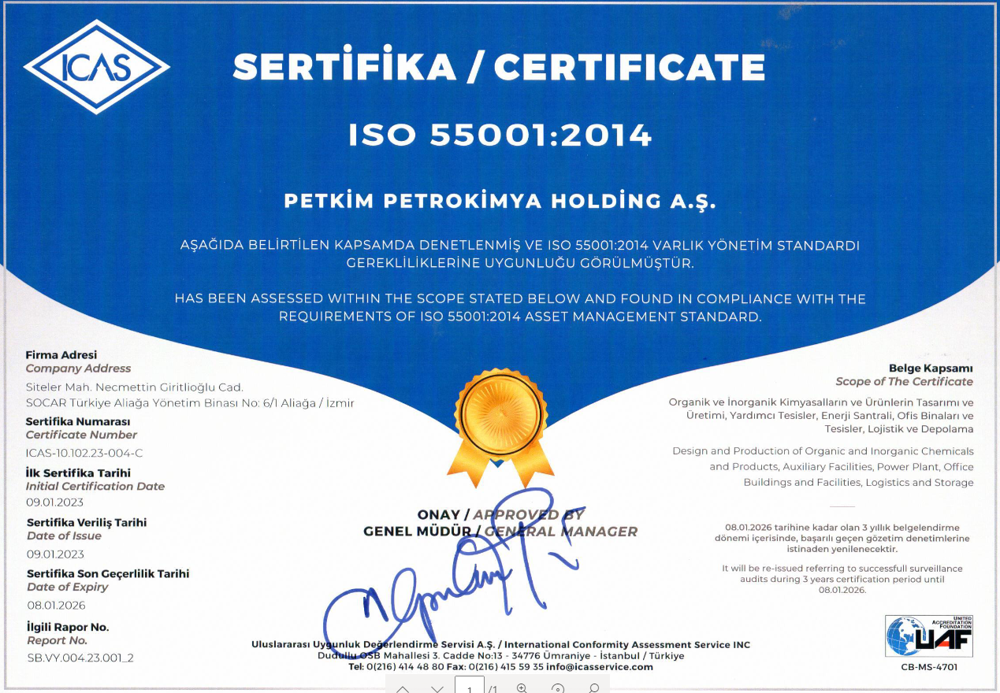 ICAS
SERTİFİKA / CERTIFICATE
ISO 55001:2014
PETKİM PETROKİMYA HOLDİNG A.Ş.
AŞAĞIDA BELİRTİLEN KAPSAMDA DENETLENMİŞ VE ISO 55001:2014 VARLIK YÖNETİM STANDARDI
GEREKLİLİKLERİNE UYGUNLUĞU GÖRÜLMÜŞTÜR.
HAS BEEN ASSESSED WITHIN THE SCOPE STATED BELOW AND FOUND IN COMPLIANCE WITH THE
REQUIREMENTS OF ISO 55001:2014 ASSET MANAGEMENT STANDARD.
Firma Adresi
Company Address
Siteler Mah. Necmettin Giritlioğlu Cad.
SOCAR Türkiye Aliağa Yönetim Binası No: 6/1 Aliağa / İzmir
Sertifika Numarası
Certificate Number
ICAS-10.102.23-004-C
İlk Sertifika Tarihi
Initial Certification Date
09.01.2023
Sertifika Veriliş Tarihi
Date of Issue
09.01.2023
Sertifika Son Geçerlilik Tarihi
Date of Expiry
08.01.2026
İlgili Rapor No.
Report No.
SB.VY.004.23.001_2
Belge Kapsamı
Scope of The Certificate
Organik ve İnorganik Kimyasalların ve Ürünlerin Tasarımı ve
Üretimi, Yardımcı Tesisler, Enerji Santrali, Ofis Binaları ve
Tesisler, Lojistik ve Depolama
Design and Production of Organic and Inorganic Chemicals
and Products, Auxiliary Facilities, Power Plant, Office
Buildings and Facilities, Logistics and Storage
08.01.2026 tarihine kadar olan 3 yıllık belgelendirme
dönemi içerisinde, başarılı geçen gözetim denetimlerine
istinaden yenilenecektir.
It will be re-issued referring to successfull surveillance
audits during 3 years certification period until
08.01.2026.
ONAY / APPROVED BY
GENEL MÜDÜR / GENERAL MANAGER
Uluslararası Uygunluk Değerlendirme Servisi A.Ş. / International Conformity Assessment Service INC
Dudullu OSB Mahallesi 3. Cadde No:13 - 34776 Ümraniye - İstanbul / Türkiye
Tel: 0(216) 414 48 80 Fax: 0(216) 415 59 35 info@icasservice.com
UNITED
ACCREDITATION
FOUNDATION
UAF
CB-MS-4701
1 /1